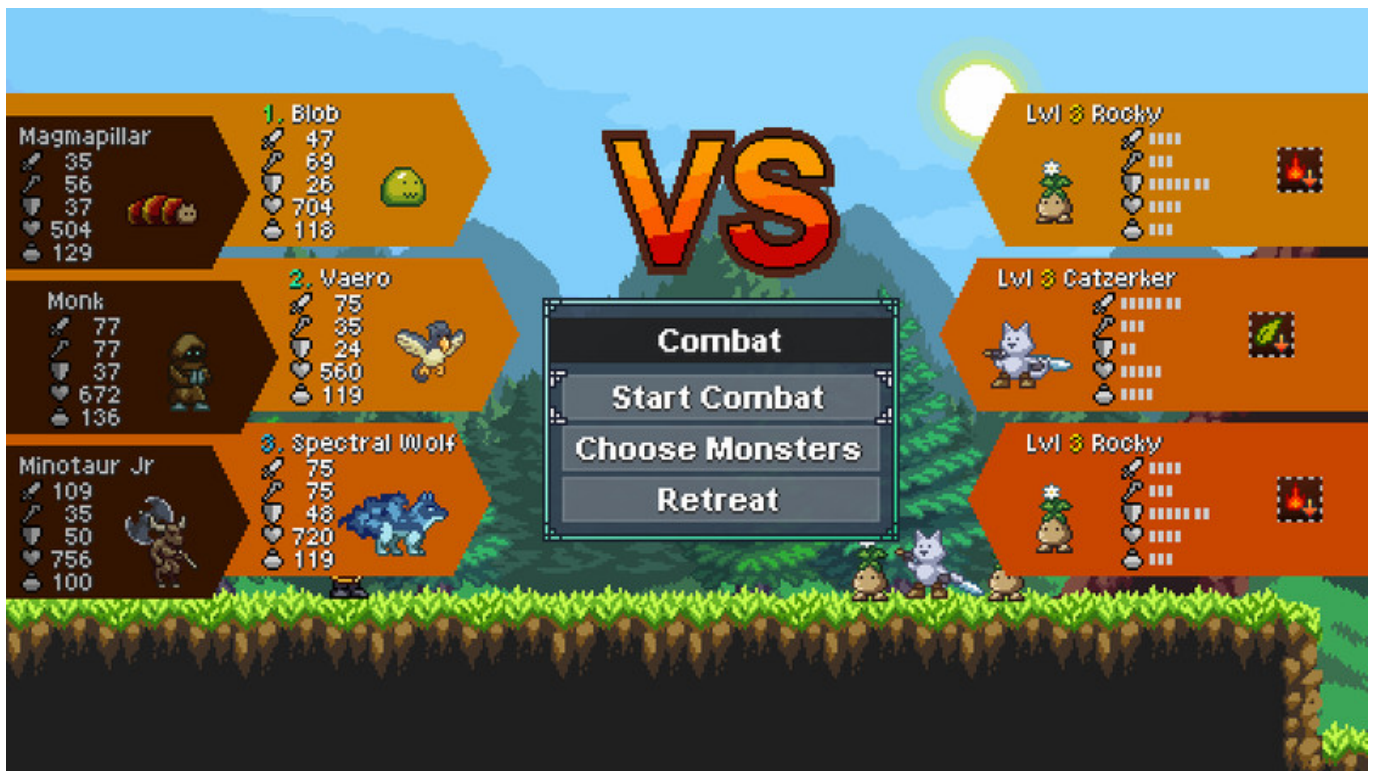 Magmapillar
35
56
37
504
129
Monk
77
77
37
672
136
Minotaur Jr
109
35
50
756
100
1. Blob
47
69
26
704
118
2. Vaero
75
35
24
560
119
3. Spectral Wolf
75
75
48
720
119
VS
Combat
Start Combat
Choose Monsters
Retreat
Lvl 3 Rocky
Lvl 3 Catzerker
Lvl 3 Rocky